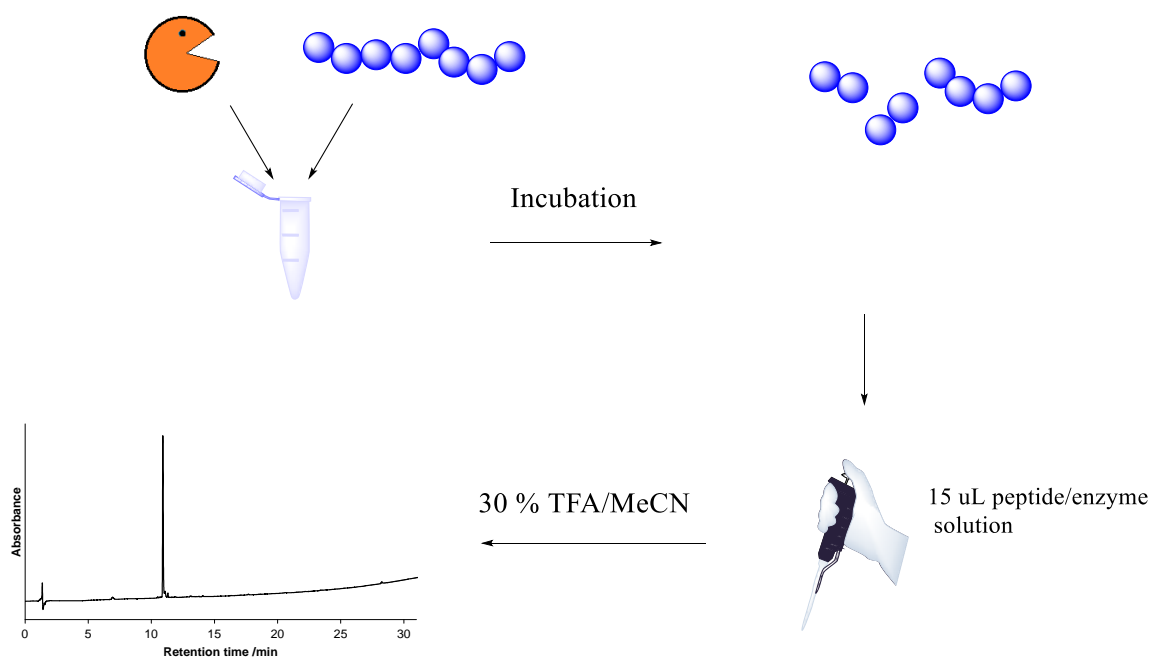 Incubation
15 uL peptide/enzyme
solution
30 % TFA/MeCN
Absorbance
0 5 10 15 20 25 30
Retention time /min